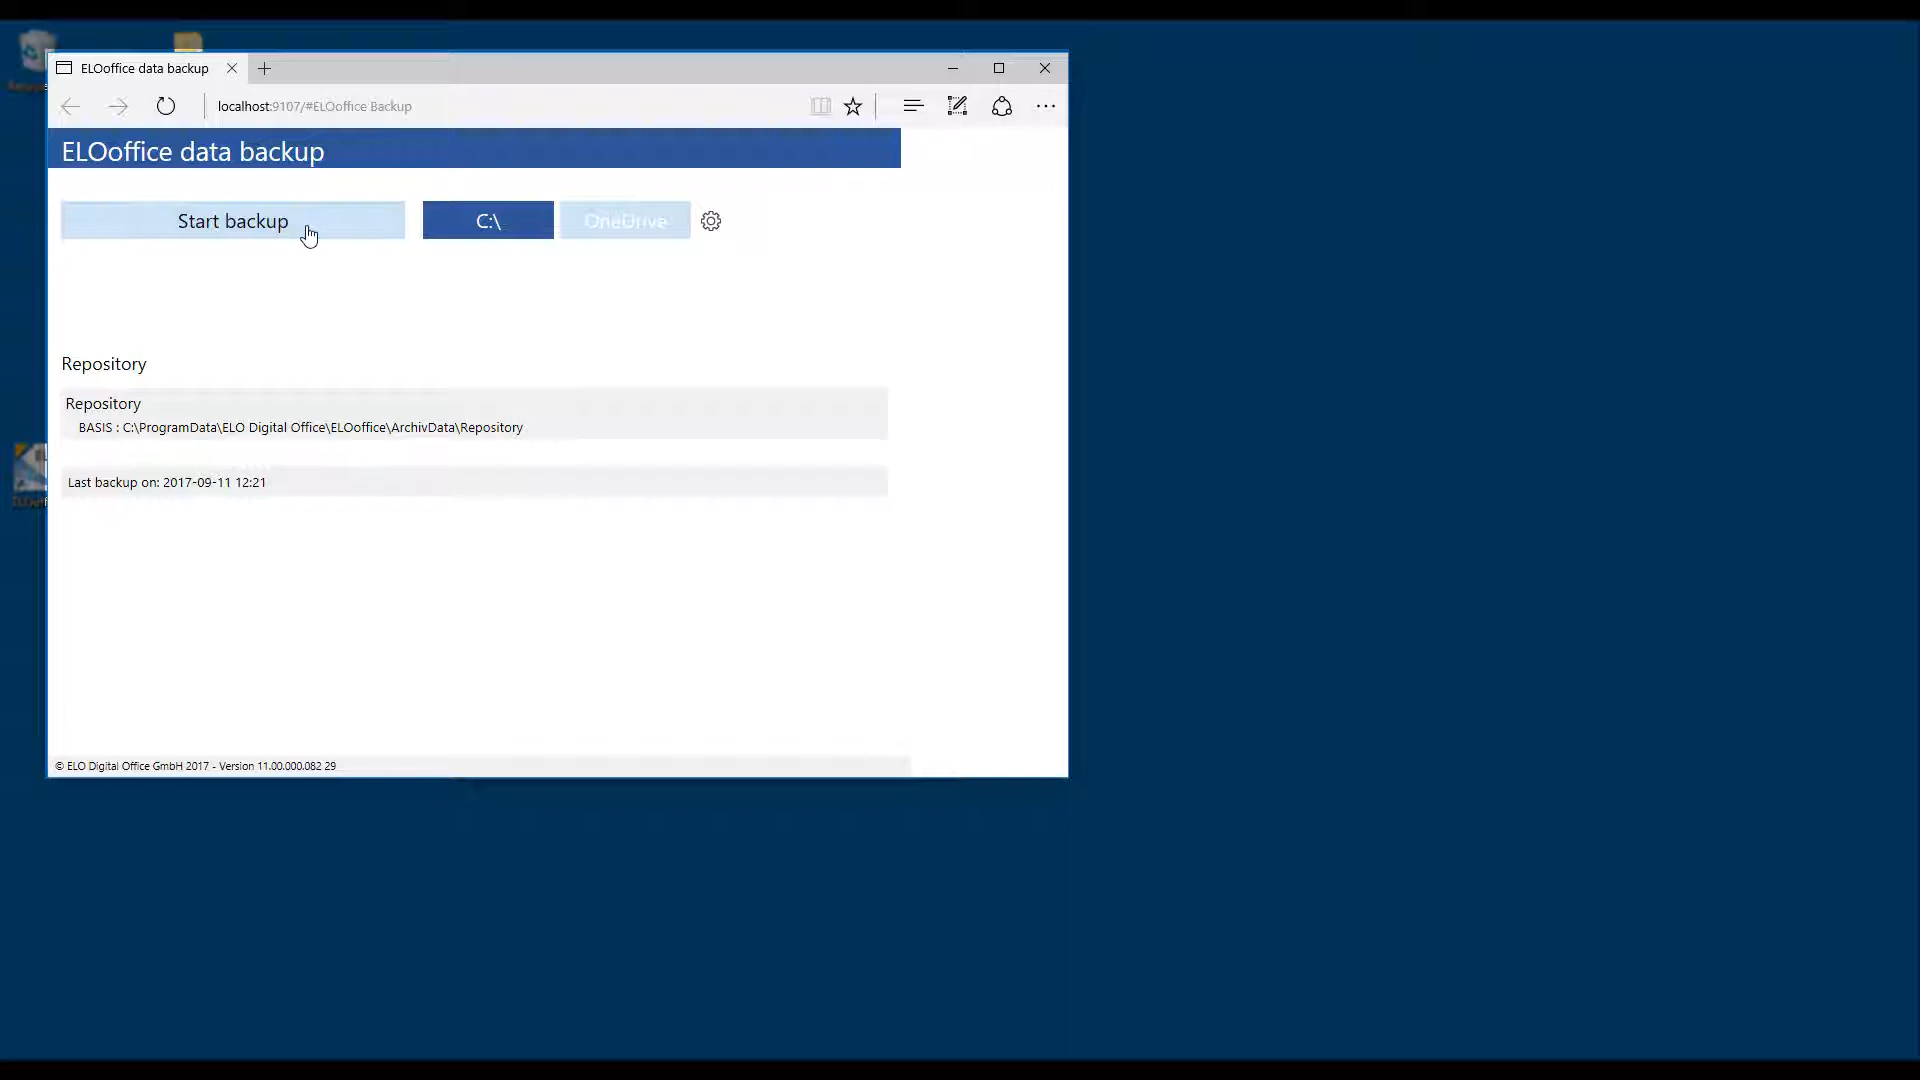 ELOoffice data backup
localhost:9107/#ELOoffice Backup
ELOoffice data backup
Start backup
C:\
OneDrive
Repository
Repository
BASIS : C:\ProgramData\ELO Digital Office\ELOoffice\ArchivData\Repository
Last backup on: 2017-09-11 12:21
© ELO Digital Office GmbH 2017 - Version 11.00.000.082 29